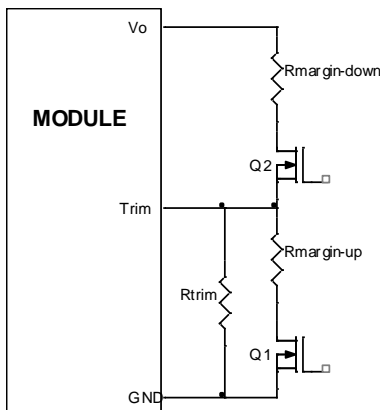 Vo
Rmargin-down
MODULE
Q2
Trim
Rmargin-up
Rtrim
Q1
GND